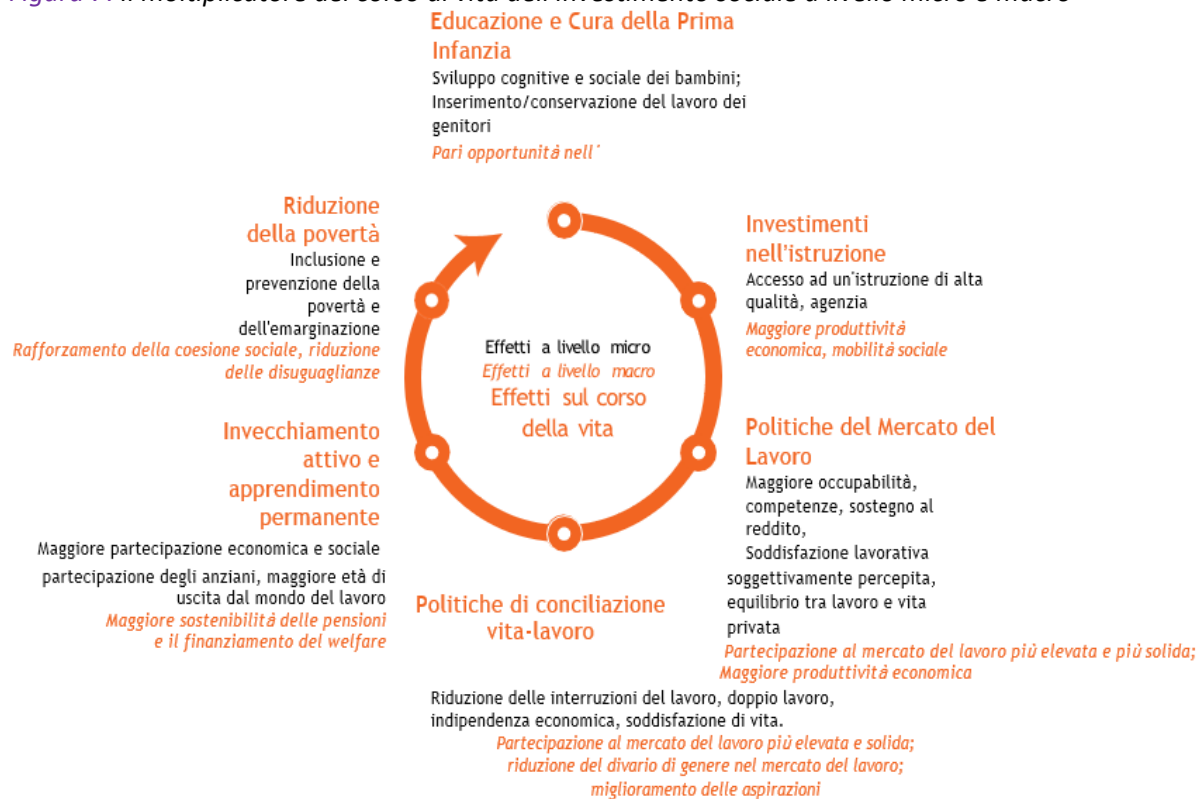 Educazione e Cura della Prima
Infanzia
Sviluppo cognitive e sociale dei bambini;
Inserimento/conservazione del lavoro dei
genitori
Pari opportunità nell´
Investimenti
nell'istruzione
Accesso ad un'istruzione di alta
qualità, agenzia
Maggiore produttività
economica, mobilità sociale
Politiche del Mercato del
Lavoro
Maggiore occupabilità,
competenze, sostegno al
reddito,
Soddisfazione lavorativa
soggettivamente percepita,
equilibrio tra lavoro e vita
privata
Partecipazione al mercato del lavoro più elevata e più solida;
Maggiore produttività economica
Politiche di conciliazione
vita-lavoro
Riduzione delle interruzioni del lavoro, doppio lavoro,
indipendenza economica, soddisfazione di vita.
Partecipazione al mercato del lavoro più elevata e solida;
riduzione del divario di genere nel mercato del lavoro;
miglioramento delle aspirazioni
Invecchiamento
attivo e
apprendimento
permanente
Maggiore partecipazione economica e sociale
partecipazione degli anziani, maggiore età di
uscita dal mondo del lavoro
Maggiore sostenibilità delle pensioni
e il finanziamento del welfare
Riduzione
della povertà
Inclusione e
prevenzione della
povertà e
dell'emarginazione
Rafforzamento della coesione sociale, riduzione
delle disuguaglianze
Effetti a livello micro
Effetti a livello macro
Effetti sul corso
della vita